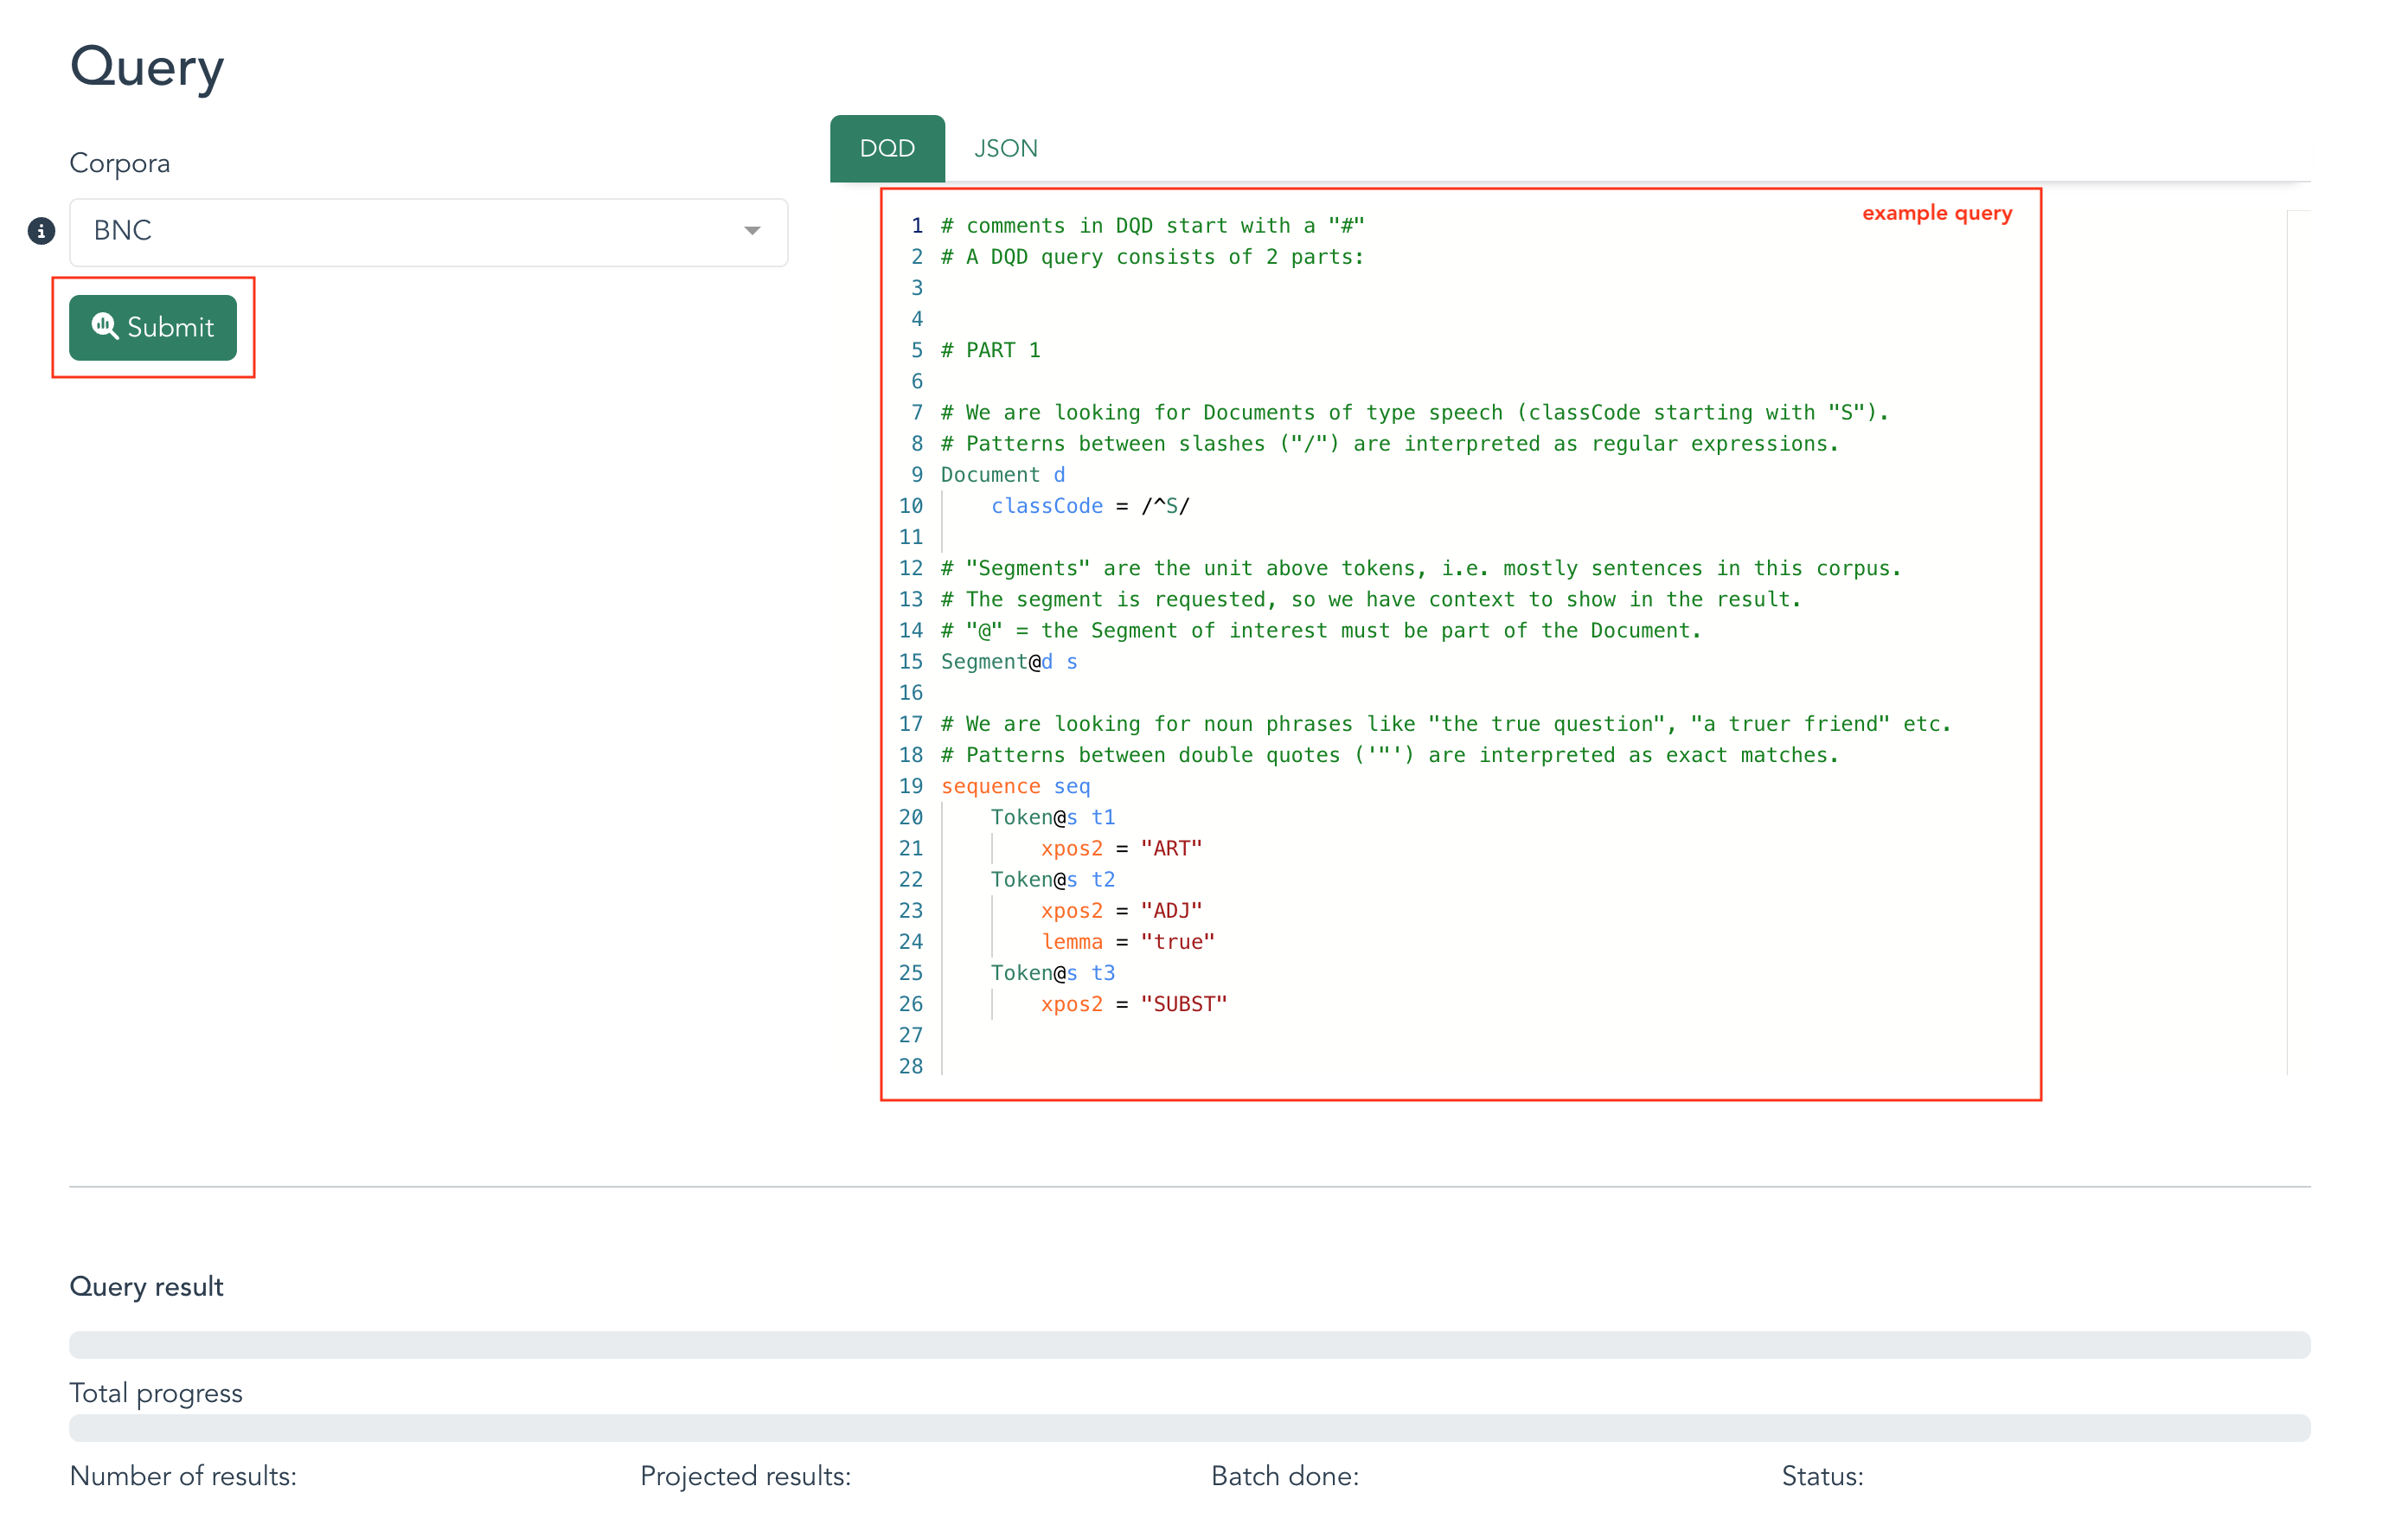 Query
Corpora
BNC
Submit
DQD JSON
example query
1 # comments in DQD start with a "#"
2 # A DQD query consists of 2 parts:
3
4
5 # PART 1
6
7 # We are looking for Documents of type speech (classCode starting with "S").
8 # Patterns between slashes ("/") are interpreted as regular expressions.
9 Document d
10     classCode = /^S/
11
12 # "Segments" are the unit above tokens, i.e. mostly sentences in this corpus.
13 # The segment is requested, so we have context to show in the result.
14 # "@" = the Segment of interest must be part of the Document.
15 Segment@d s
16
17 # We are looking for noun phrases like "the true question", "a truer friend" etc.
18 # Patterns between double quotes ('"') are interpreted as exact matches.
19 sequence seq
20     Token@s t1
21         xpos2 = "ART"
22     Token@s t2
23         xpos2 = "ADJ"
24         lemma = "true"
25     Token@s t3
26         xpos2 = "SUBST"
27
28
Query result
Total progress
Number of results: Projected results: Batch done: Status: